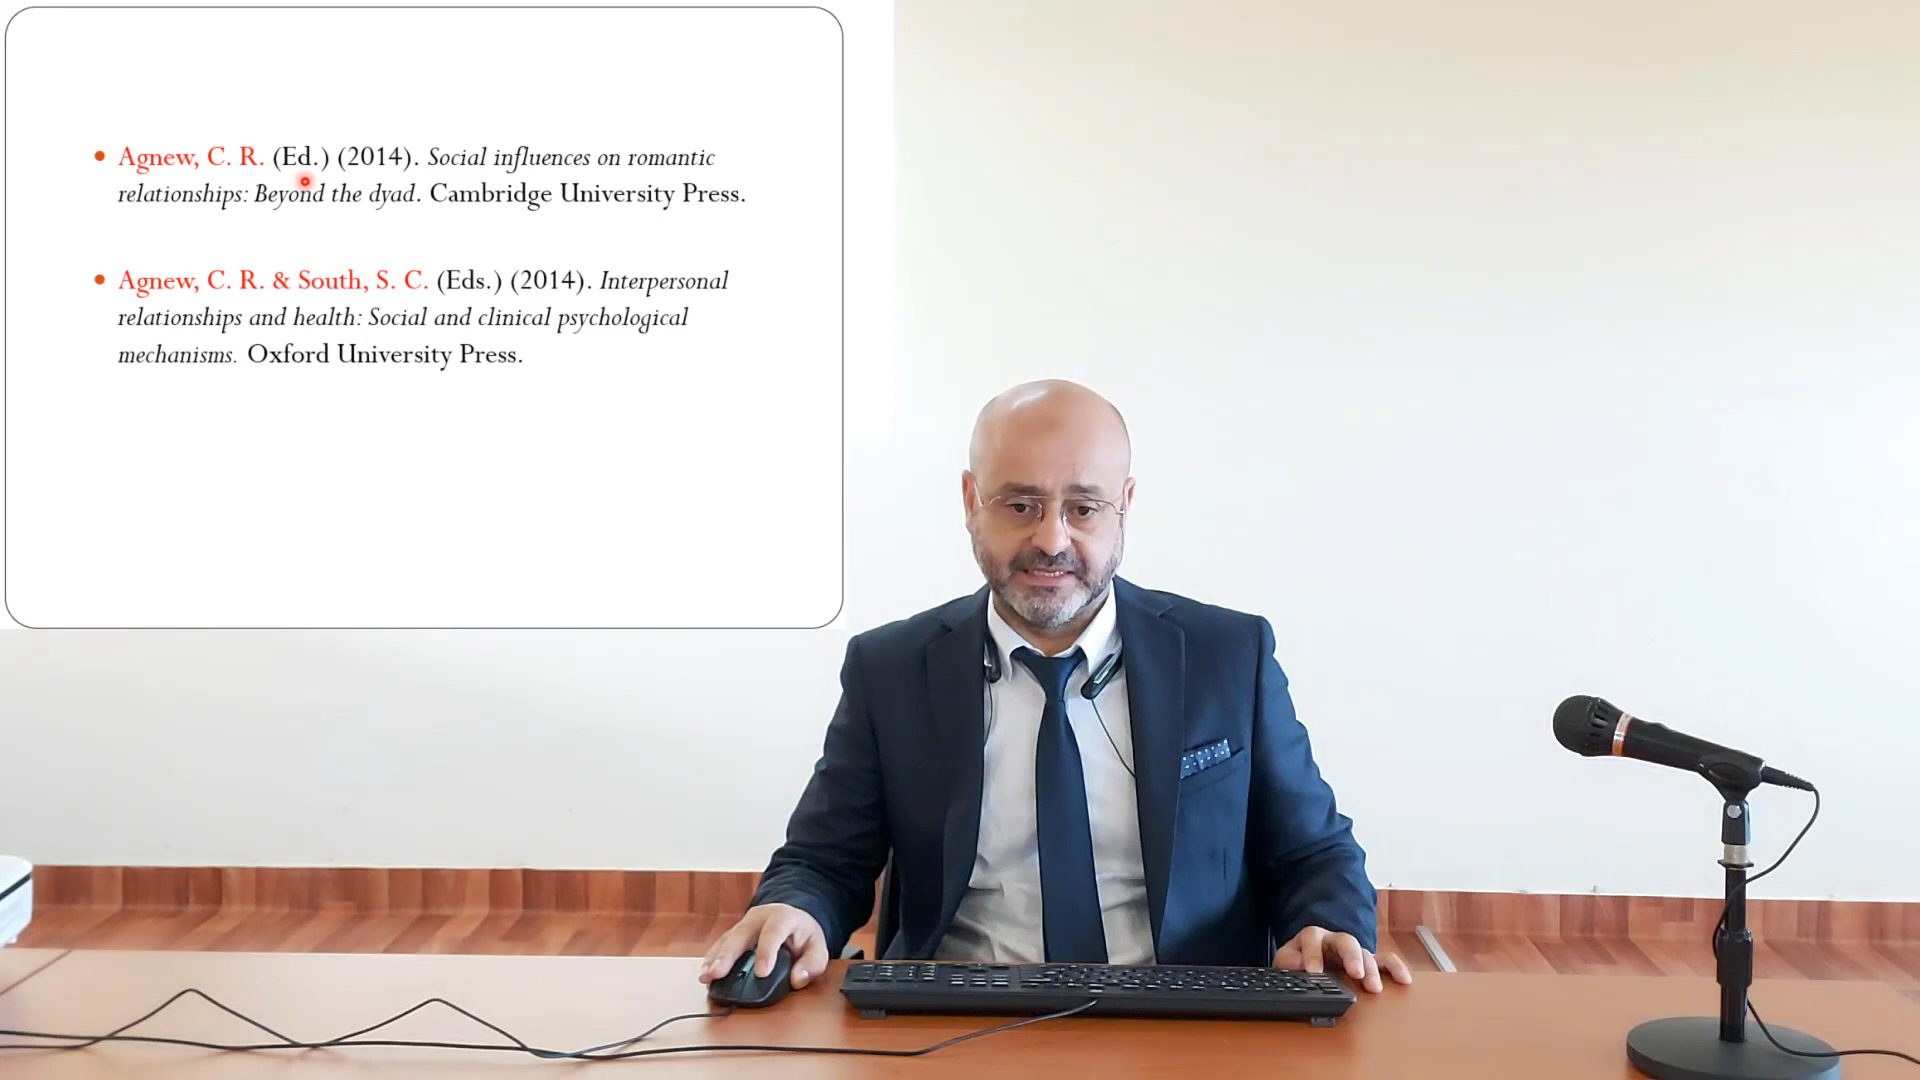 • Agnew, C. R. (Ed.) (2014). Social influences on romantic
relationships: Beyond the dyad. Cambridge University Press.
• Agnew, C. R. & South, S. C. (Eds.) (2014). Interpersonal
relationships and health: Social and clinical psychological
mechanisms. Oxford University Press.